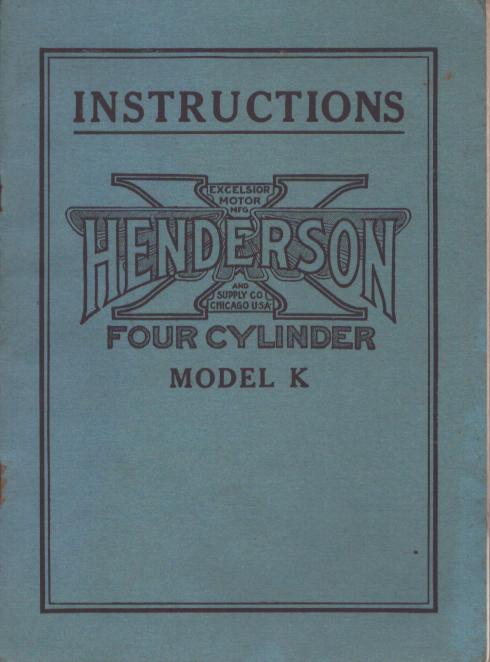 INSTRUCTIONS
EXCELSIOR
MOTOR
MFG
HENDERSON
AND
SUPPLY CO
CHICAGO U·S·A·
FOUR CYLINDER
MODEL K